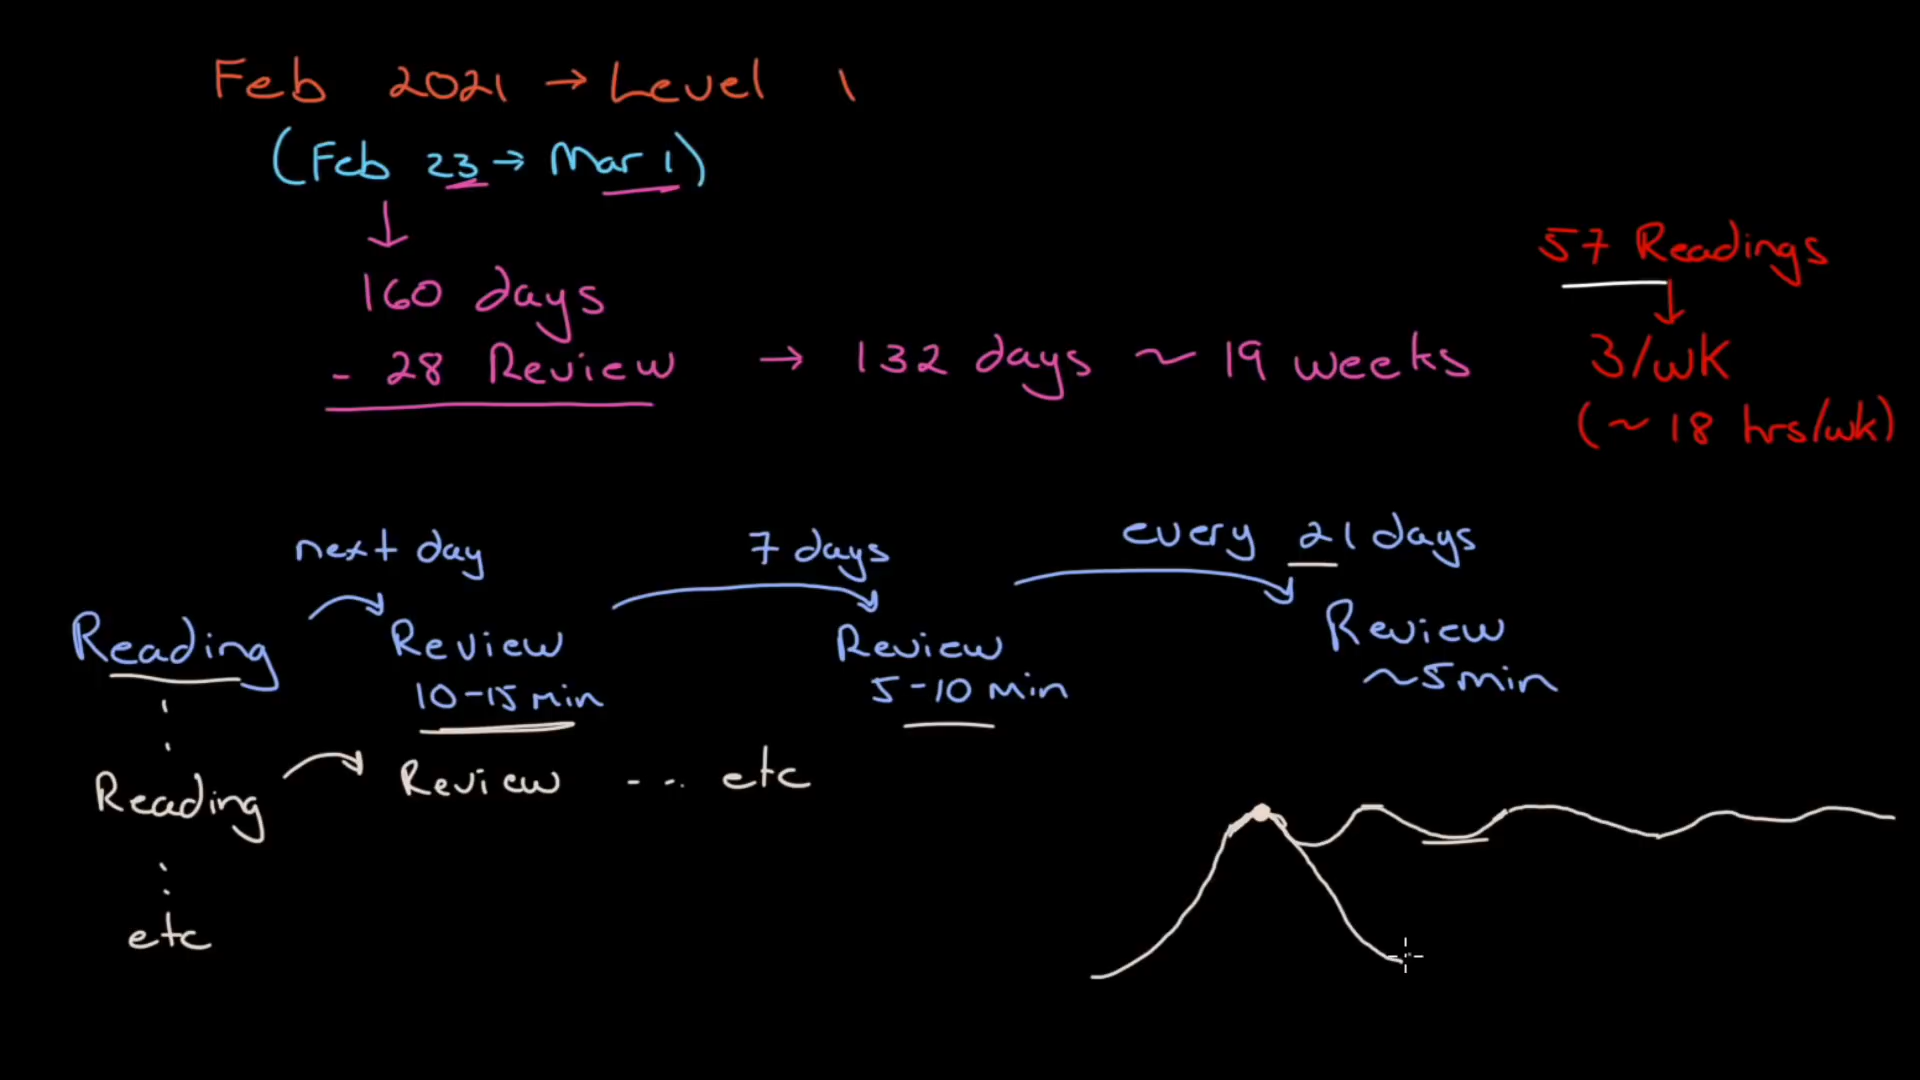 Feb 2021 → Level 1
(Feb 23 → Mar 1)
160 days
- 28 Review → 132 days ~ 19 weeks
57 Readings
3/wk
(~ 18 hrs/wk)
next day
7 days
every 21 days
Reading
Review
10-15 min
Review
5-10 min
Review
~5min
Reading
Review -.. etc
etc